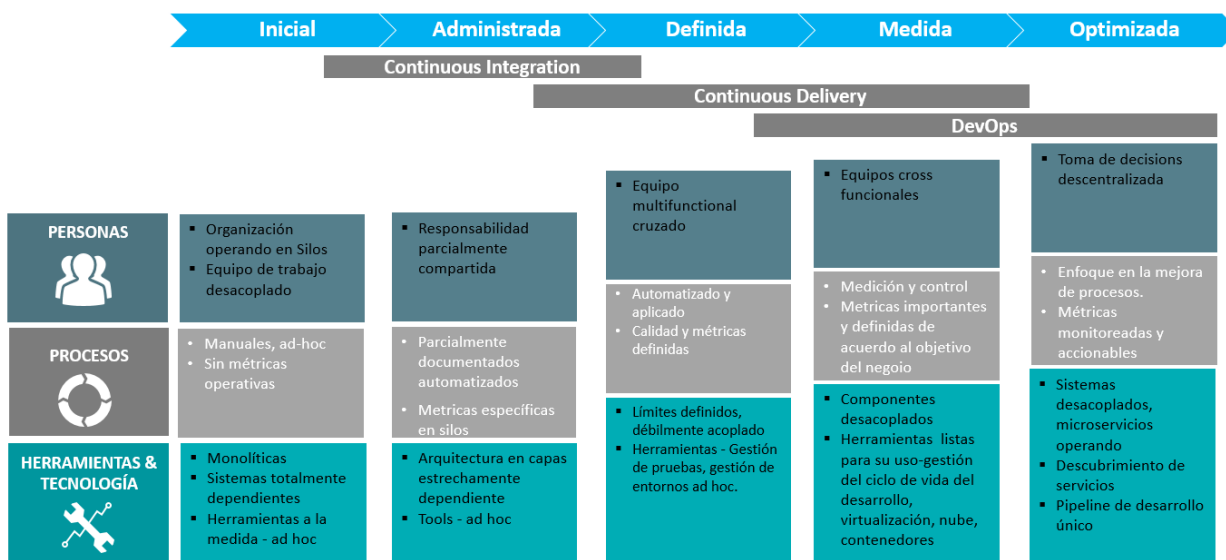 Inicial
Administrada
Definida
Medida
Optimizada
Continuous Integration
Continuous Delivery
DevOps
PERSONAS
▪ Organización
operando en Silos
▪ Equipo de trabajo
desacoplado
▪ Responsabilidad
parcialmente
compartida
▪ Equipo
multifunctional
cruzado
▪ Equipos cross
funcionales
▪ Toma de decisions
descentralizada
PROCESOS
• Manuales, ad-hoc
• Sin métricas
operativas
• Parcialmente
documentados
automatizados
• Metricas específicas
en silos
• Automatizado y
aplicado
• Calidad y métricas
definidas
• Medición y control
• Metricas importantes
y definidas de
acuerdo al objetivo
del negoio
• Enfoque en la mejora
de procesos.
• Métricas
monitoreadas y
accionables
HERRAMIENTAS &
TECNOLOGÍA
▪ Monolíticas
▪ Sistemas totalmente
dependientes
▪ Herramientas a la
medida - ad hoc
▪ Arquitectura en capas
estrechamente
dependiente
▪ Tools - ad hoc
▪ Límites definidos,
débilmente acoplado
▪ Herramientas - Gestión
de pruebas, gestión de
entornos ad hoc.
▪ Componentes
desacoplados
▪ Herramientas listas
para su uso-gestión
del ciclo de vida del
desarrollo,
virtualización, nube,
contenedores
▪ Sistemas
desacoplados,
microservicios
operando
▪ Descubrimiento de
servicios
▪ Pipeline de desarrollo
único